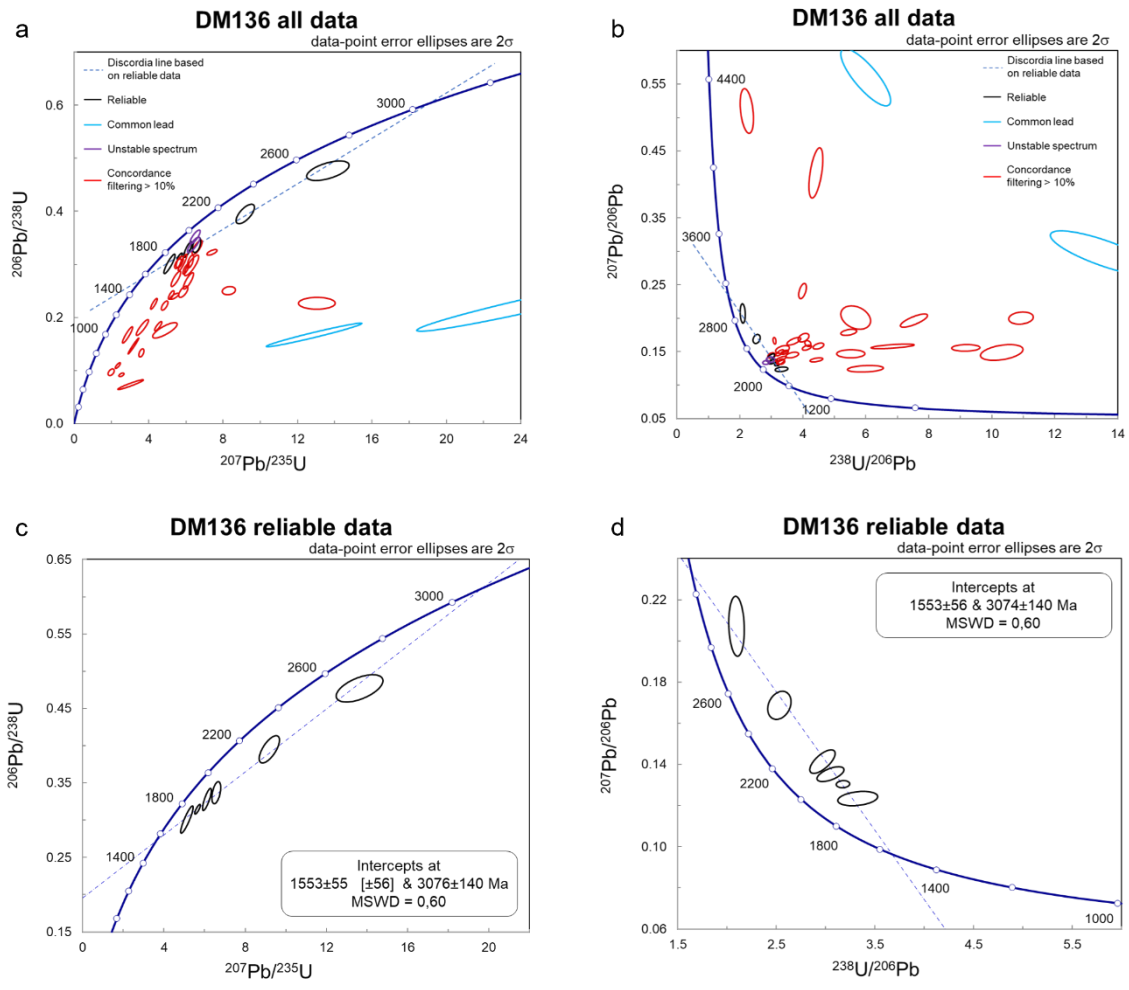 a
DM136 all data
data-point error ellipses are 2σ
Discordia line based
on reliable data
Reliable
Common lead
Unstable spectrum
Concordance
filtering > 10%
0.6
0.4
0.2
0.0
1000
1400
1800
2200
2600
3000
0
4
8
12
16
20
24
206Pb/238U
207Pb/235U
b
DM136 all data
data-point error ellipses are 2σ
Discordia line based
on reliable data
Reliable
Common lead
Unstable spectrum
Concordance
filtering > 10%
0.55
0.45
0.35
0.25
0.15
0.05
4400
3600
2800
2000
1200
0
2
4
6
8
10
12
14
207Pb/206Pb
238U/206Pb
c
DM136 reliable data
data-point error ellipses are 2σ
0.65
0.55
0.45
0.35
0.25
0.15
1400
1800
2200
2600
3000
Intercepts at
1553±55 [±56] & 3076±140 Ma
MSWD = 0,60
0
4
8
12
16
20
206Pb/238U
207Pb/235U
d
DM136 reliable data
data-point error ellipses are 2σ
Intercepts at
1553±56 & 3074±140 Ma
MSWD = 0,60
0.22
0.18
0.14
0.10
0.06
2600
2200
1800
1400
1000
1.5
2.5
3.5
4.5
5.5
207Pb/206Pb
238U/206Pb